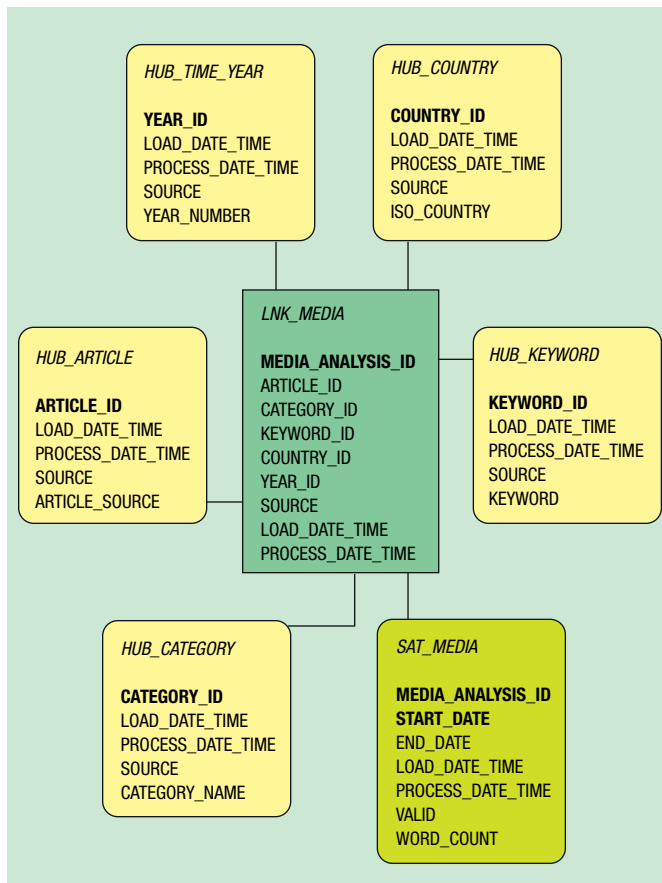 HUB_TIME_YEAR
YEAR_ID
LOAD_DATE_TIME
PROCESS_DATE_TIME
SOURCE
YEAR_NUMBER
HUB_COUNTRY
COUNTRY_ID
LOAD_DATE_TIME
PROCESS_DATE_TIME
SOURCE
ISO_COUNTRY
HUB_ARTICLE
ARTICLE_ID
LOAD_DATE_TIME
PROCESS_DATE_TIME
SOURCE
ARTICLE_SOURCE
LNK_MEDIA
MEDIA_ANALYSIS_ID
ARTICLE_ID
CATEGORY_ID
KEYWORD_ID
COUNTRY_ID
YEAR_ID
SOURCE
LOAD_DATE_TIME
PROCESS_DATE_TIME
HUB_KEYWORD
KEYWORD_ID
LOAD_DATE_TIME
PROCESS_DATE_TIME
SOURCE
KEYWORD
HUB_CATEGORY
CATEGORY_ID
LOAD_DATE_TIME
PROCESS_DATE_TIME
SOURCE
CATEGORY_NAME
SAT_MEDIA
MEDIA_ANALYSIS_ID
START_DATE
END_DATE
LOAD_DATE_TIME
PROCESS_DATE_TIME
VALID
WORD_COUNT